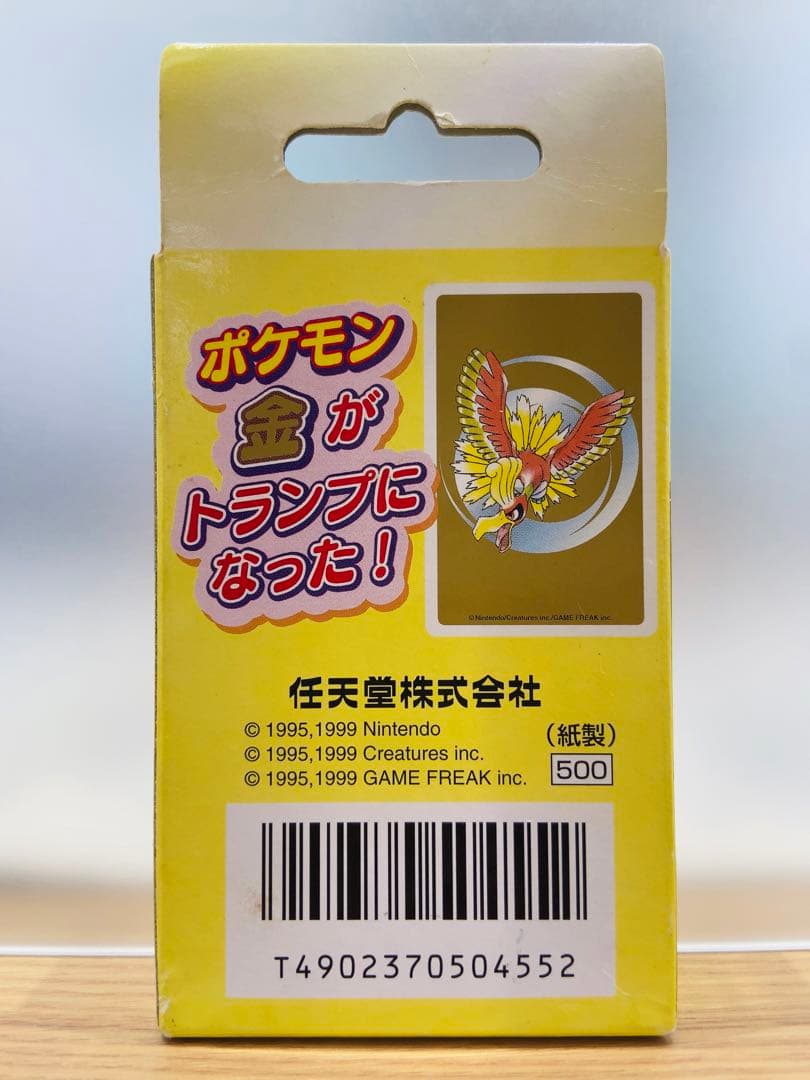 ポケモン
金が
トランプに
なった!
©Nintendo/Creatures inc./GAME FREAK inc.
任天堂株式会社
© 1995,1999 Nintendo
© 1995,1999 Creatures inc.
© 1995,1999 GAME FREAK inc.
(紙製)
500
T4902370504552